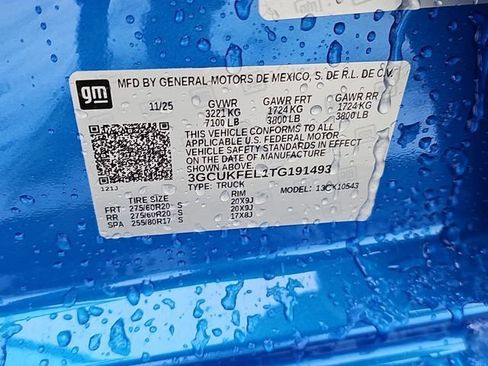 gm
MFD BY GENERAL MOTORS DE MEXICO, S. DE R.L. DE C.V.
11/25 GVWR GAWR FRT GAWR RR
3221 KG 1724 KG 1724 KG
7100 LB 3800 LB 3800 LB
THIS VEHICLE CONFORMS TO ALL
APPLICABLE U.S. FEDERAL MOTOR
VEHICLE SAFETY STANDARDS IN EFFECT
ON THE DATE OF MANUFACTURE
SHOWN ABOVE.
3GCUKFEL1TG191493
TYPE: TRUCK MODEL: 13CK10543
121J
TIRE SIZE RIM
FRT 275/60R20 S 20X9J
RR 275/60R20 S 20X9J
SPA 255/80R17 S 17X8J